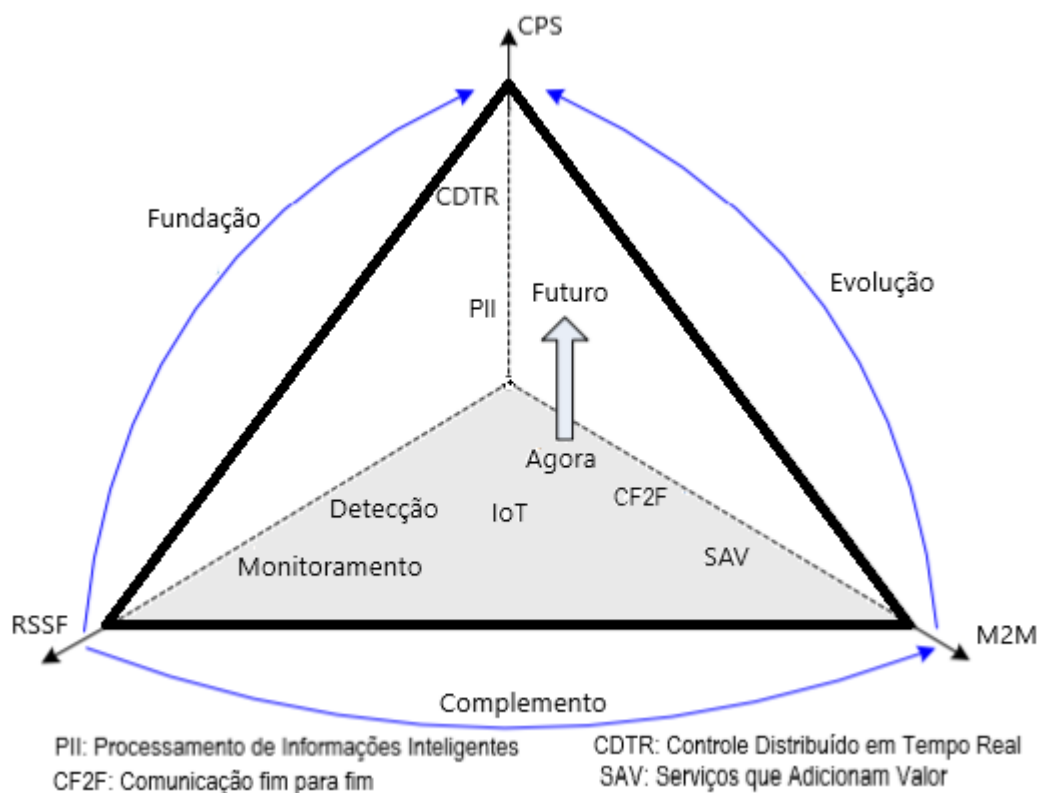 CPS
CDTR
Fundação
Evolução
Futuro
PII
Agora
CF2F
Detecção
IoT
SAV
Monitoramento
RSSF
M2M
Complemento
PII: Processamento de Informações Inteligentes
CDTR: Controle Distribuído em Tempo Real
CF2F: Comunicação fim para fim
SAV: Serviços que Adicionam Valor